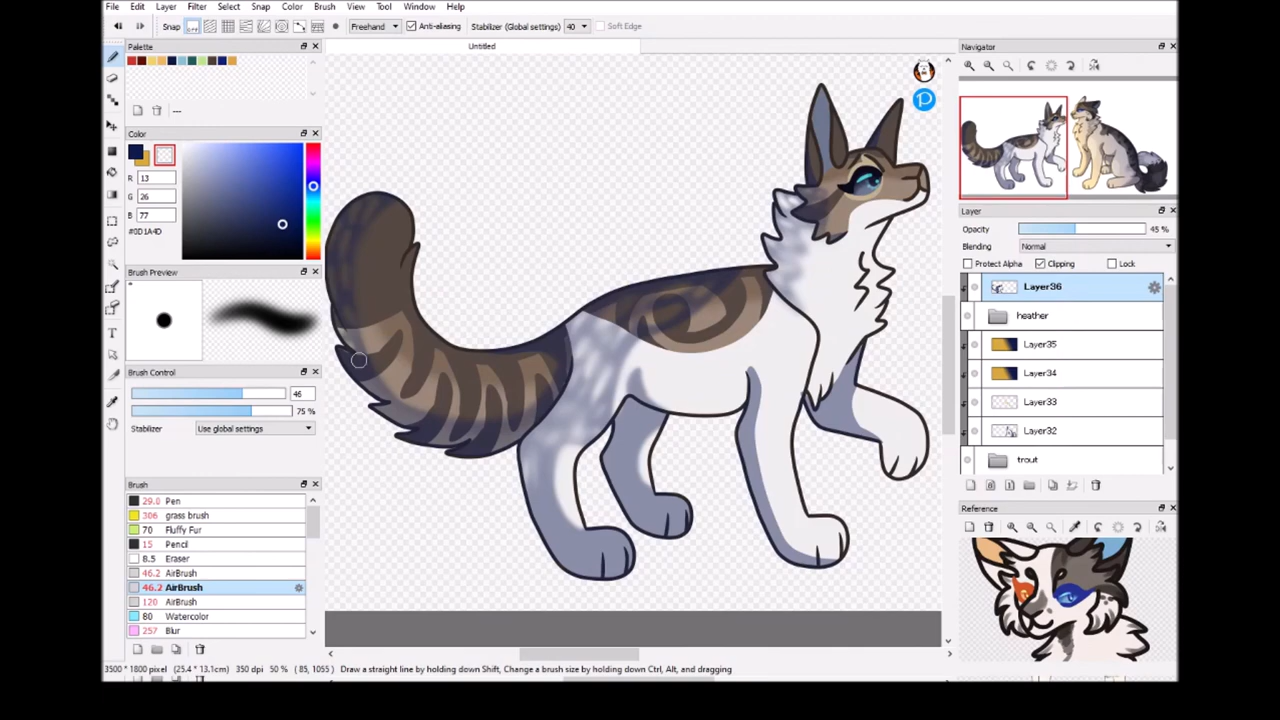 File Edit Layer Filter Select Snap Color Brush View Tool Window Help
Snap Freehand Anti-aliasing Stabilizer (Global settings) 40 Soft Edge
Palette
Untitled
Navigator
---
Color
R 13
G 26
B 77
#0D1A4D
Layer
Opacity 45 %
Blending Normal
Protect Alpha Clipping Lock
Layer36
heather
Layer35
Layer34
Layer33
Layer32
trout
Brush Preview
Brush Control
46
75 %
Stabilizer Use global settings
Brush
29.0 Pen
306 grass brush
70 Fluffy Fur
15 Pencil
8.5 Eraser
46.2 AirBrush
46.2 AirBrush
120 AirBrush
80 Watercolor
257 Blur
Reference
3500 * 1800 pixel (25.4 * 13.1cm) 350 dpi 50 % ( 85, 1055) Draw a straight line by holding down Shift, Change a brush size by holding down Ctrl, Alt, and dragging